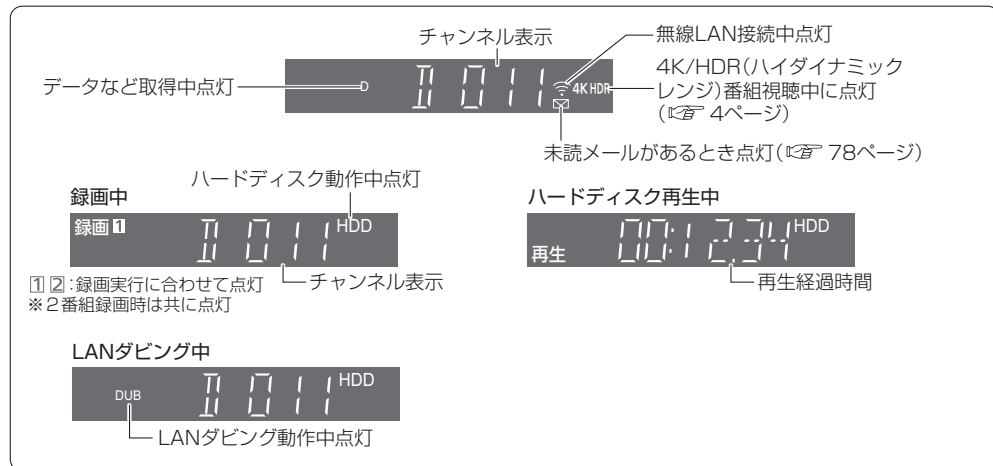 チャンネル表示
無線LAN接続中点灯
データなど取得中点灯
D
D 011
4K HDR
4K/HDR(ハイダイナミック
レンジ)番組視聴中に点灯
(☞ 4ページ)
未読メールがあるとき点灯(☞ 78ページ)
ハードディスク動作中点灯
録画中
録画 1
D 011
HDD
チャンネル表示
1 2:録画実行に合わせて点灯
※2番組録画時は共に点灯
ハードディスク再生中
再生
00:12.34
HDD
再生経過時間
LANダビング中
DUB
D 011
HDD
LANダビング動作中点灯